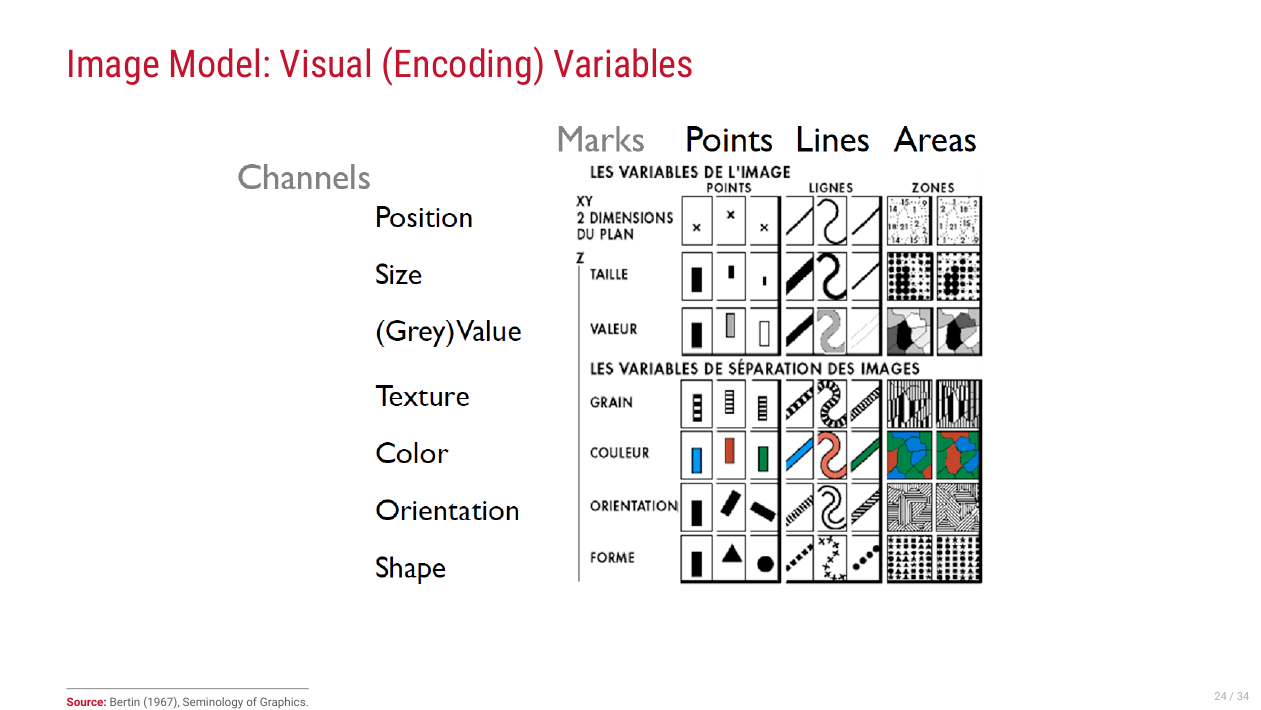 Image Model: Visual (Encoding) Variables
Marks Points Lines Areas
Channels
LES VARIABLES DE L'IMAGE
POINTS LIGNES ZONES
Position
XY
2 DIMENSIONS
DU PLAN
Z
Size
TAILLE
(Grey) Value
VALEUR
LES VARIABLES DE SÉPARATION DES IMAGES
Texture
GRAIN
Color
COULEUR
Orientation
ORIENTATION
Shape
FORME
Source: Bertin (1967), Seminology of Graphics.
24 / 34